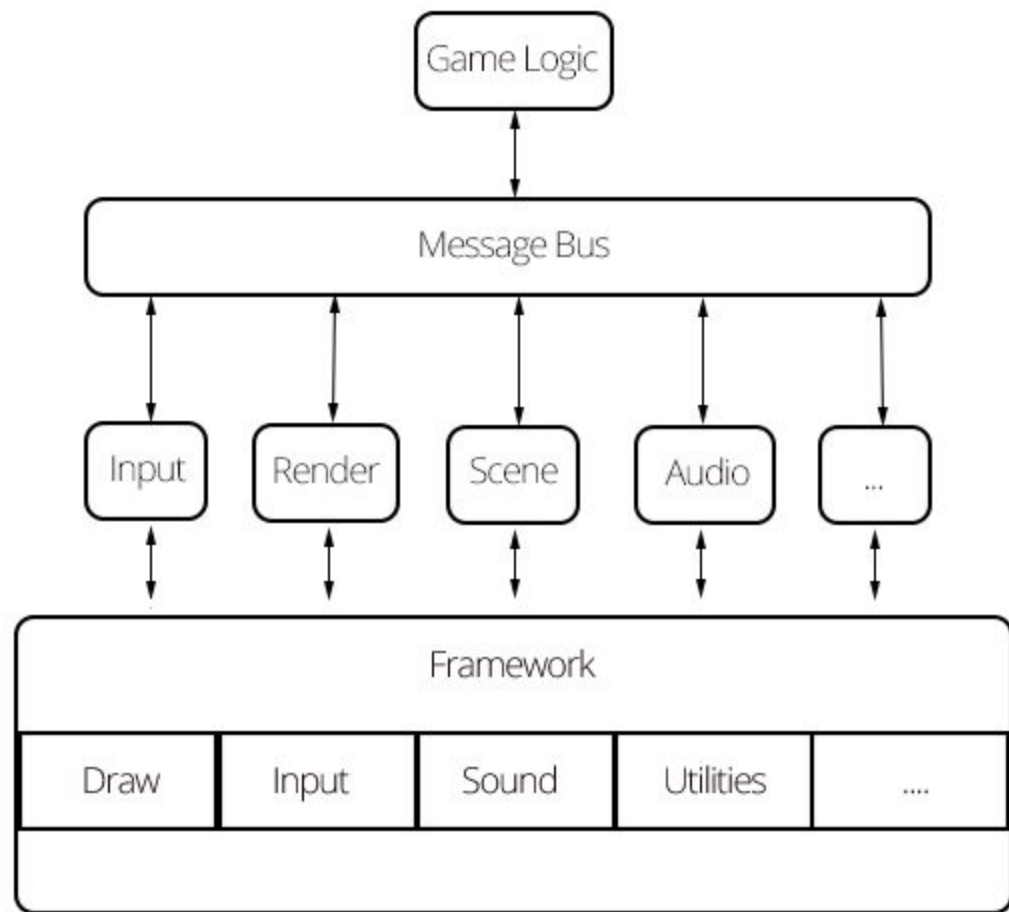 Game Logic
Message Bus
Input
Render
Scene
Audio
...
Framework
Draw
Input
Sound
Utilities
....